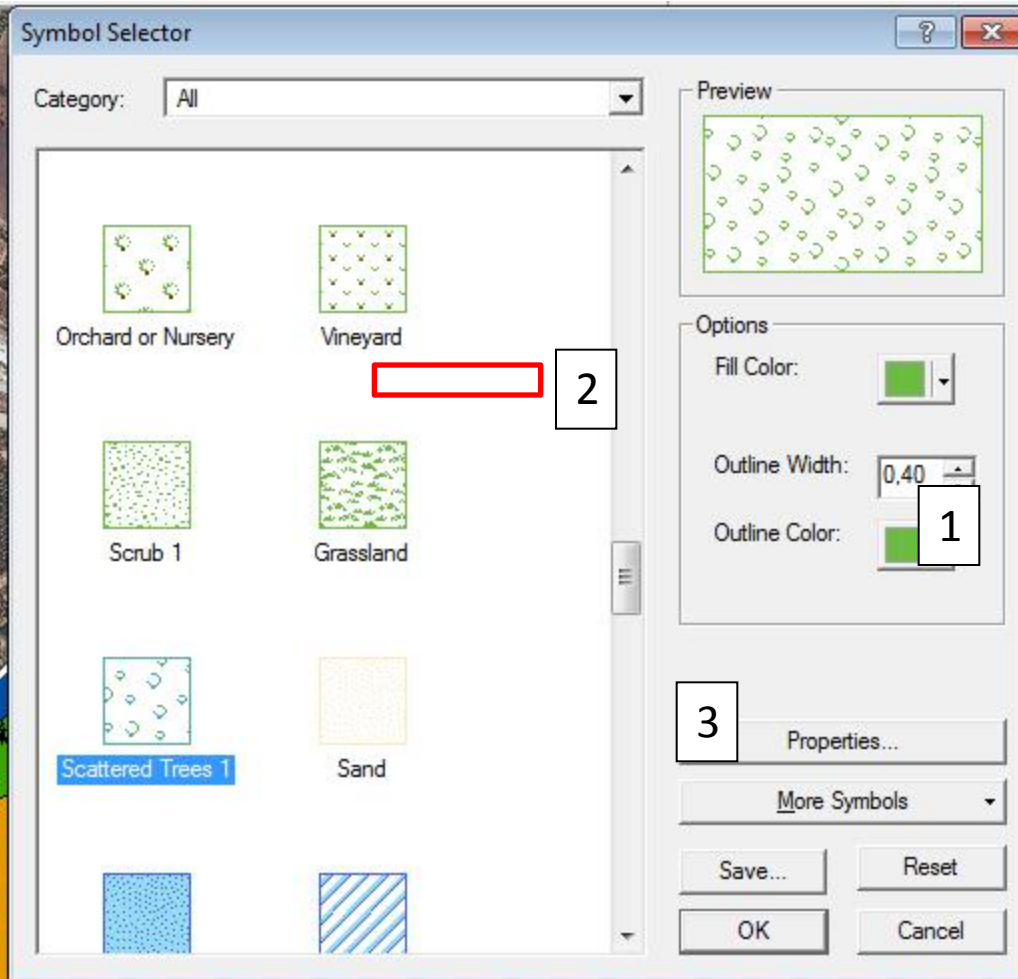 Symbol Selector
?
Category: All
Preview
Orchard or Nursery Vineyard
Options
Fill Color:
2
Outline Width: 0,40
1
Outline Color:
Scrub 1 Grassland
3
Properties...
Scattered Trees 1 Sand
More Symbols
Save... Reset
OK Cancel